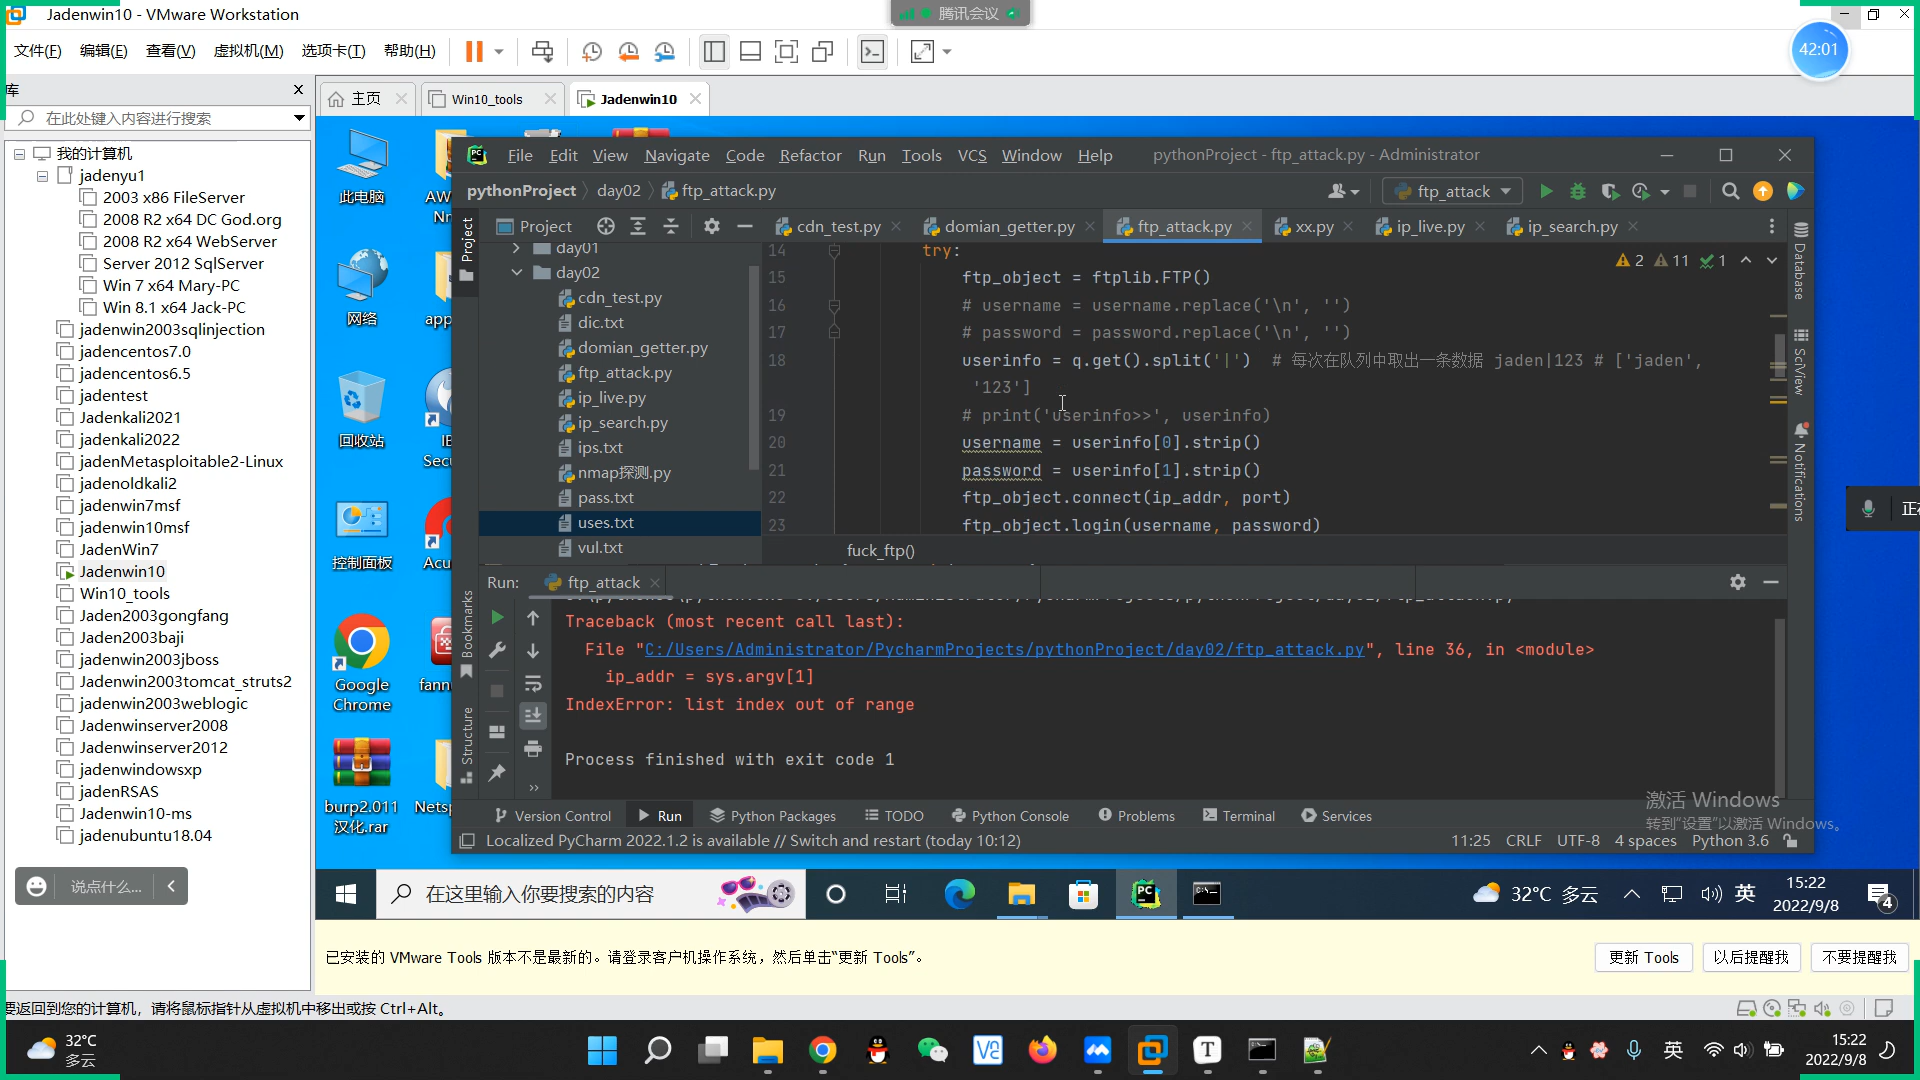 Jadenwin10 - VMware Workstation
腾讯会议
文件(F) 编辑(E) 查看(V) 虚拟机(M) 选项卡(T) 帮助(H)
42:01
库
在此处键入内容进行搜索
主页 Win10_tools Jadenwin10
我的计算机
jadenyu1
2003 x86 FileServer
2008 R2 x64 DC God.org
2008 R2 x64 WebServer
Server 2012 SqlServer
Win 7 x64 Mary-PC
Win 8.1 x64 Jack-PC
jadenwin2003sqlinjection
jadencentos7.0
jadencentos6.5
jadentest
Jadenkali2021
jadenkali2022
jadenMetasploitable2-Linux
jadenoldkali2
jadenwin7msf
jadenwin10msf
JadenWin7
Jadenwin10
Win10_tools
Jaden2003gongfang
Jaden2003baji
jadenwin2003jboss
Jadenwin2003tomcat_struts2
jadenwin2003weblogic
Jadenwinserver2008
Jadenwinserver2012
jadenwindowsxp
jadenRSAS
Jadenwin10-ms
jadenubuntu18.04
说点什么...
此电脑
网络
回收站
控制面板
Google
Chrome
burp2.011
汉化.rar
File Edit View Navigate Code Refactor Run Tools VCS Window Help pythonProject - ftp_attack.py - Administrator
pythonProject day02 ftp_attack.py
ftp_attack
Project
cdn_test.py domian_getter.py ftp_attack.py xx.py ip_live.py ip_search.py
Project
day01
day02
cdn_test.py
dic.txt
domian_getter.py
ftp_attack.py
ip_live.py
ip_search.py
ips.txt
nmap探测.py
pass.txt
uses.txt
vul.txt
2 11 1
14 try:
15 ftp_object = ftplib.FTP()
16 # username = username.replace('\n', '')
17 # password = password.replace('\n', '')
18 userinfo = q.get().split('|') # 每次在队列中取出一条数据 jaden|123 # ['jaden',
'123']
19 # print('userinfo>>', userinfo)
20 username = userinfo[0].strip()
21 password = userinfo[1].strip()
22 ftp_object.connect(ip_addr, port)
23 ftp_object.login(username, password)
fuck_ftp()
Database
SciView
Notifications
Run: ftp_attack
Bookmarks
Structure
Traceback (most recent call last):
File "C:/Users/Administrator/PycharmProjects/pythonProject/day02/ftp_attack.py", line 36, in <module>
ip_addr = sys.argv[1]
IndexError: list index out of range
Process finished with exit code 1
激活 Windows
转到"设置"以激活 Windows。
Version Control Run Python Packages TODO Python Console Problems Terminal Services
Localized PyCharm 2022.1.2 is available // Switch and restart (today 10:12)
11:25 CRLF UTF-8 4 spaces Python 3.6
在这里输入你要搜索的内容
32°C 多云
英
15:22
2022/9/8
4
已安装的 VMware Tools 版本不是最新的。请登录客户机操作系统，然后单击“更新 Tools”。
更新 Tools 以后提醒我 不要提醒我
要返回到您的计算机，请将鼠标指针从虚拟机中移出或按 Ctrl+Alt。
32°C
多云
英
15:22
2022/9/8